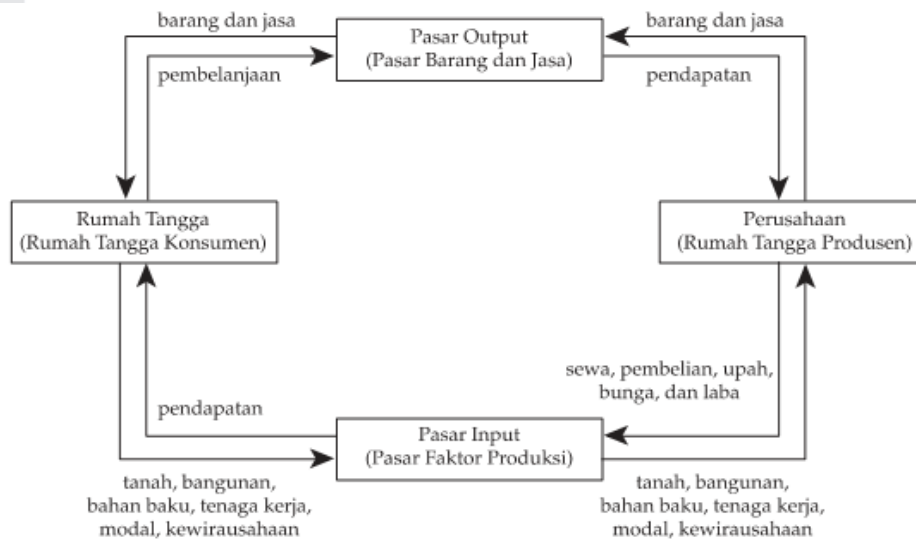 barang dan jasa
Pasar Output
(Pasar Barang dan Jasa)
barang dan jasa
pembelanjaan
pendapatan
Rumah Tangga
(Rumah Tangga Konsumen)
Perusahaan
(Rumah Tangga Produsen)
sewa, pembelian, upah,
bunga, dan laba
pendapatan
Pasar Input
(Pasar Faktor Produksi)
tanah, bangunan,
bahan baku, tenaga kerja,
modal, kewirausahaan
tanah, bangunan,
bahan baku, tenaga kerja,
modal, kewirausahaan